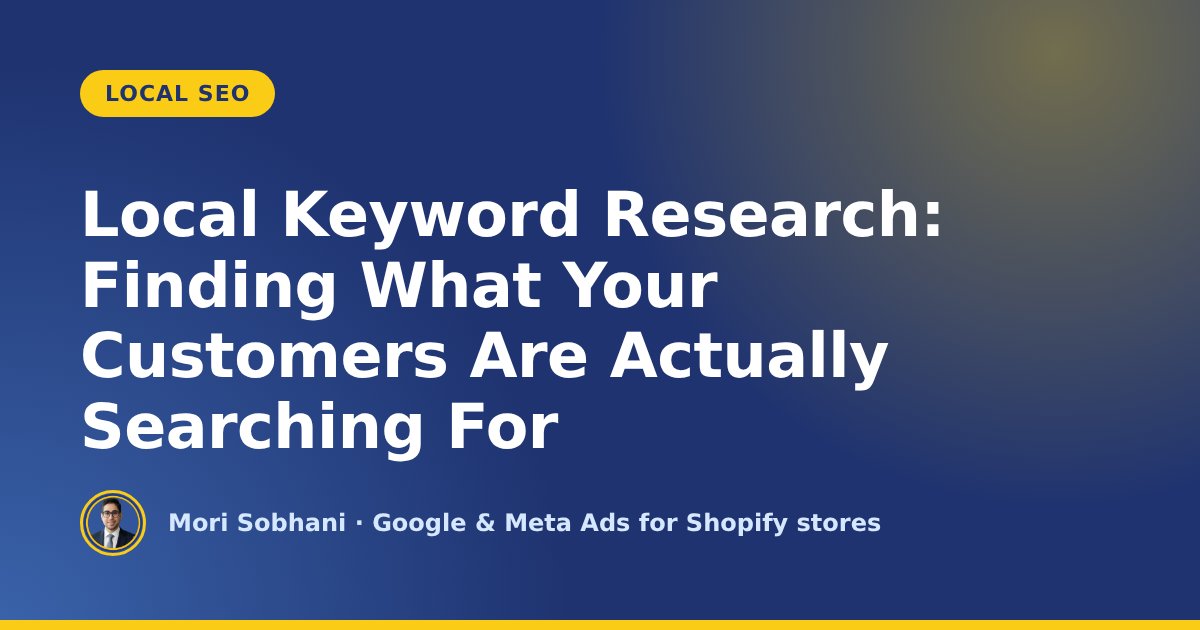 LOCAL SEO
Local Keyword Research:
Finding What Your
Customers Are Actually
Searching For
Mori Sobhani · Google & Meta Ads for Shopify stores